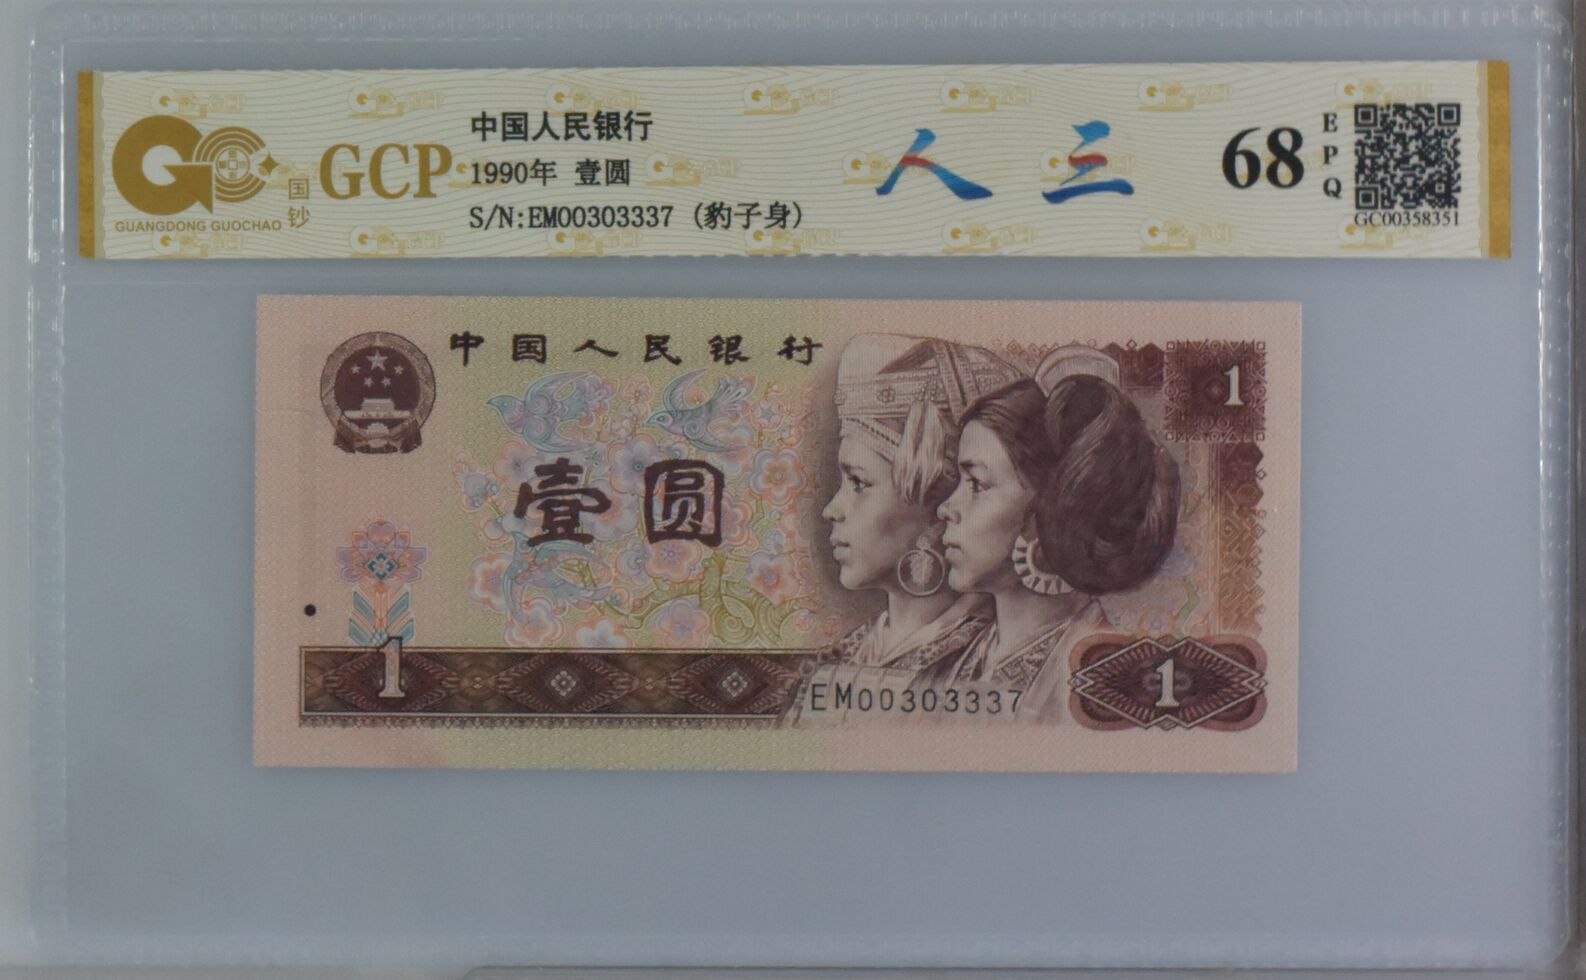 GCP
国
钞
GUANGDONG GUOCHAO
中国人民银行
1990年 壹圆
S/N:EM00303337 (豹子身)
人三
68
EPQ
GC00358351
中国人民银行
1
壹圆
1
EM00303337
1